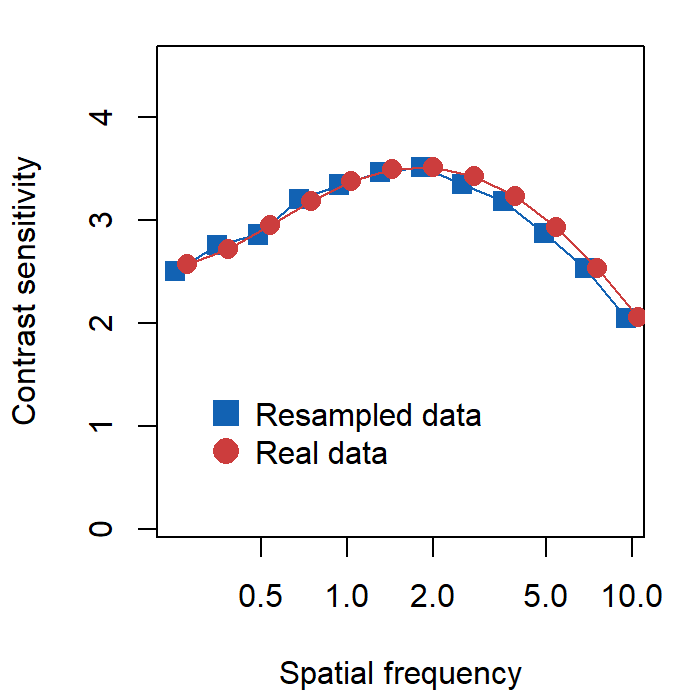 Contrast sensitivity
4
3
2
1
0
Resampled data
Real data
0.5 1.0 2.0 5.0 10.0
Spatial frequency